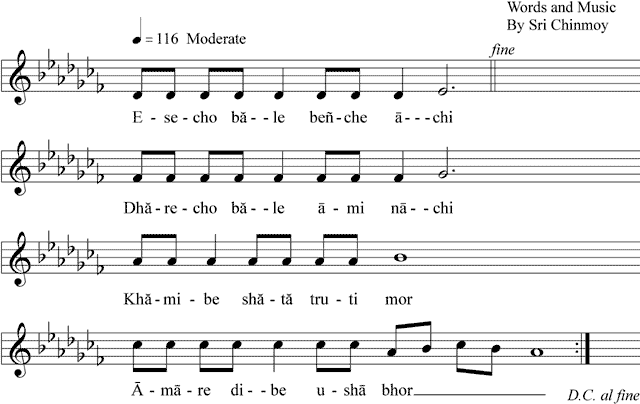 Words and Music
By Sri Chinmoy
= 116 Moderate
fine
E - se - cho bă - - le beñ - che ā - - - chi
Dhă - re - cho bă - - le ā - mi nā - - chi
Khă - mi - be shă - tă tru - ti mor
Ā - mā - re di - - be u - shā bhor
D.C. al fine